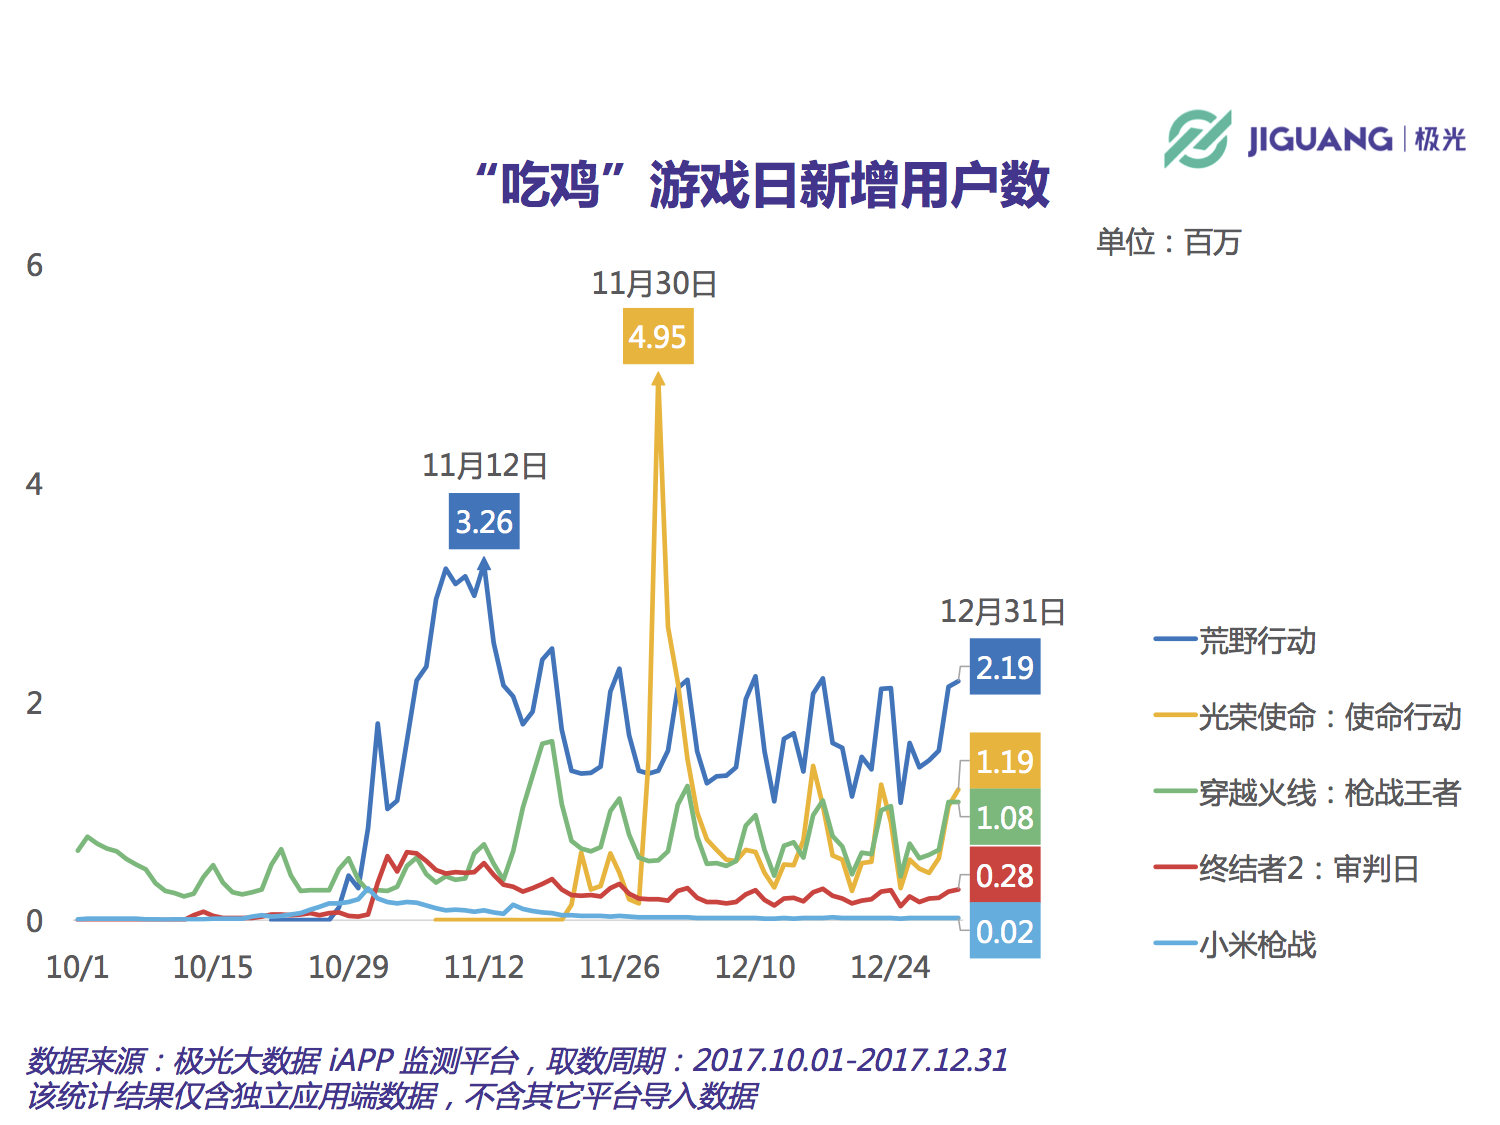 JIGUANG | 极光
“吃鸡”游戏日新增用户数
单位：百万
6
4
2
0
11月30日
4.95
11月12日
3.26
12月31日
2.19
1.19
1.08
0.28
0.02
荒野行动
光荣使命：使命行动
穿越火线：枪战王者
终结者2：审判日
小米枪战
10/1 10/15 10/29 11/12 11/26 12/10 12/24
数据来源：极光大数据 iAPP 监测平台，取数周期：2017.10.01-2017.12.31
该统计结果仅含独立应用端数据，不含其它平台导入数据